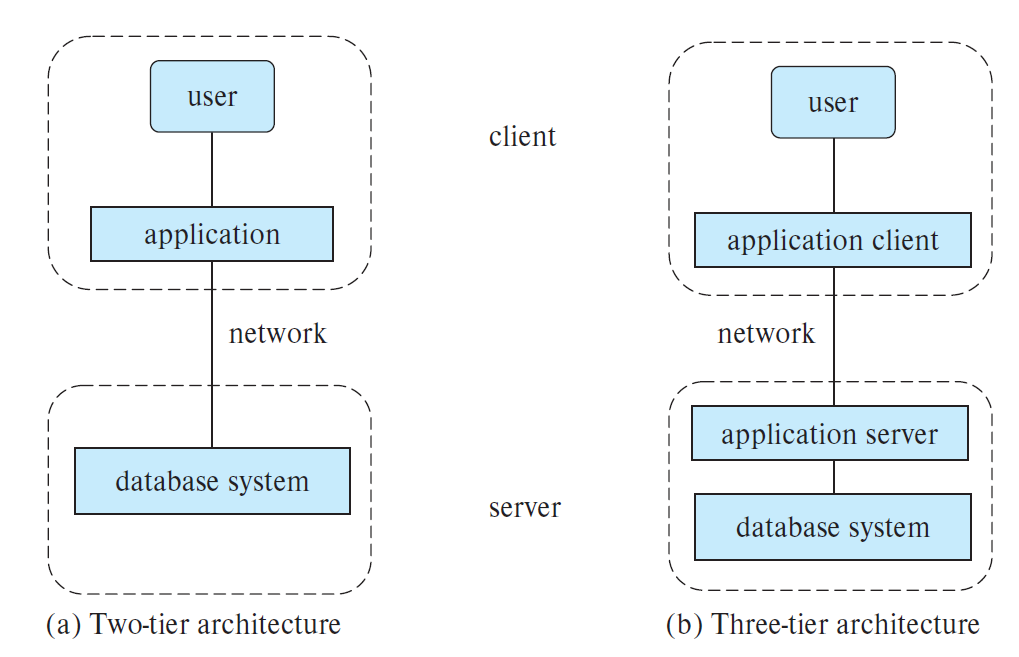 user
application
network
database system
(a) Two-tier architecture
client
server
user
application client
network
application server
database system
(b) Three-tier architecture